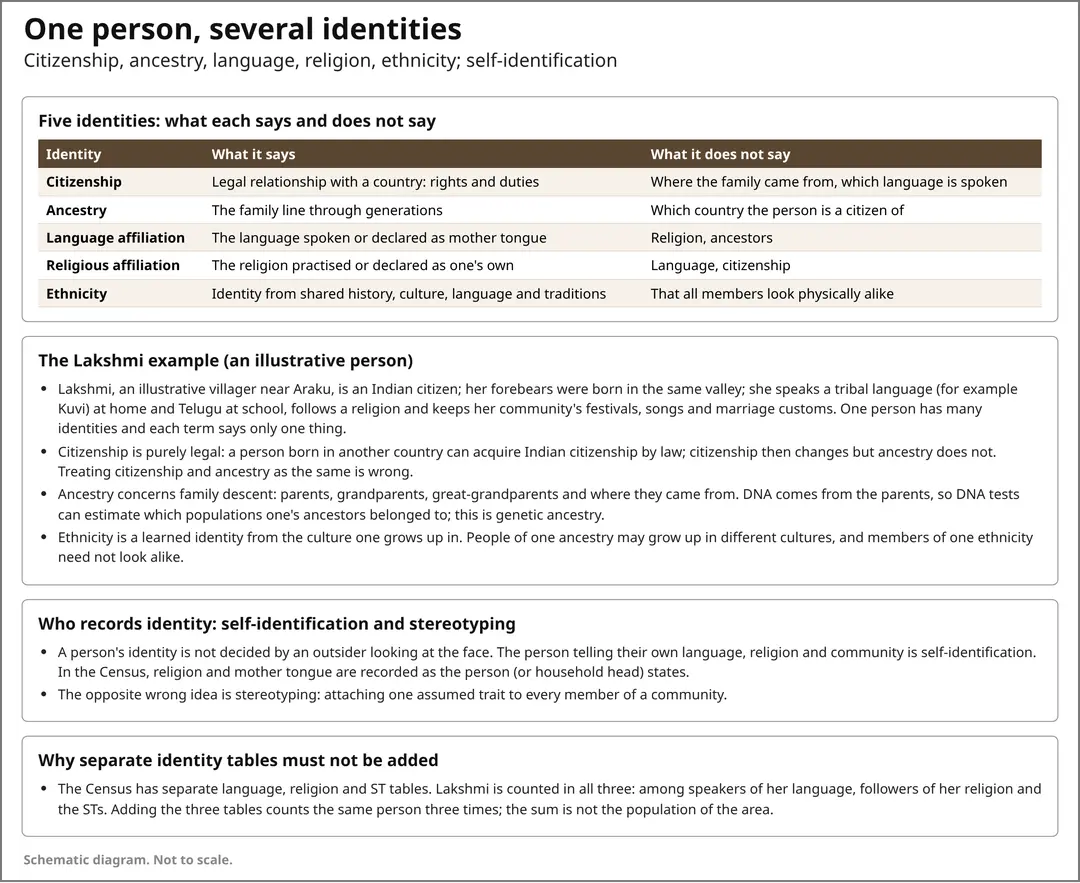 One person, several identities
Citizenship, ancestry, language, religion, ethnicity; self-identification
Five identities: what each says and does not say
Identity What it says What it does not say
Citizenship Legal relationship with a country: rights and duties Where the family came from, which language is spoken
Ancestry The family line through generations Which country the person is a citizen of
Language affiliation The language spoken or declared as mother tongue Religion, ancestors
Religious affiliation The religion practised or declared as one's own Language, citizenship
Ethnicity Identity from shared history, culture, language and traditions That all members look physically alike
The Lakshmi example (an illustrative person)
• Lakshmi, an illustrative villager near Araku, is an Indian citizen; her forebears were born in the same valley; she speaks a tribal language (for example
Kuvi) at home and Telugu at school, follows a religion and keeps her community's festivals, songs and marriage customs. One person has many
identities and each term says only one thing.
• Citizenship is purely legal: a person born in another country can acquire Indian citizenship by law; citizenship then changes but ancestry does not.
Treating citizenship and ancestry as the same is wrong.
• Ancestry concerns family descent: parents, grandparents, great-grandparents and where they came from. DNA comes from the parents, so DNA tests
can estimate which populations one's ancestors belonged to; this is genetic ancestry.
• Ethnicity is a learned identity from the culture one grows up in. People of one ancestry may grow up in different cultures, and members of one ethnicity
need not look alike.
Who records identity: self-identification and stereotyping
• A person's identity is not decided by an outsider looking at the face. The person telling their own language, religion and community is self-identification.
In the Census, religion and mother tongue are recorded as the person (or household head) states.
• The opposite wrong idea is stereotyping: attaching one assumed trait to every member of a community.
Why separate identity tables must not be added
• The Census has separate language, religion and ST tables. Lakshmi is counted in all three: among speakers of her language, followers of her religion and
the STs. Adding the three tables counts the same person three times; the sum is not the population of the area.
Schematic diagram. Not to scale.